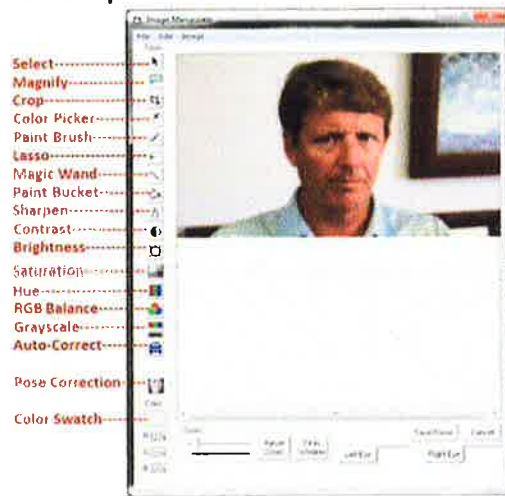 Image
Select
Magnify
Crop
Color Picker
Paint Brush
Lasso
Magic Wand
Paint Bucket
Sharpen
Contrast
Brightness
Saturation
Hue
RGB Balance
Grayscale
Auto-Correct
Pose Correction
Color Swatch
Cancel
Left Eye
Right Eye